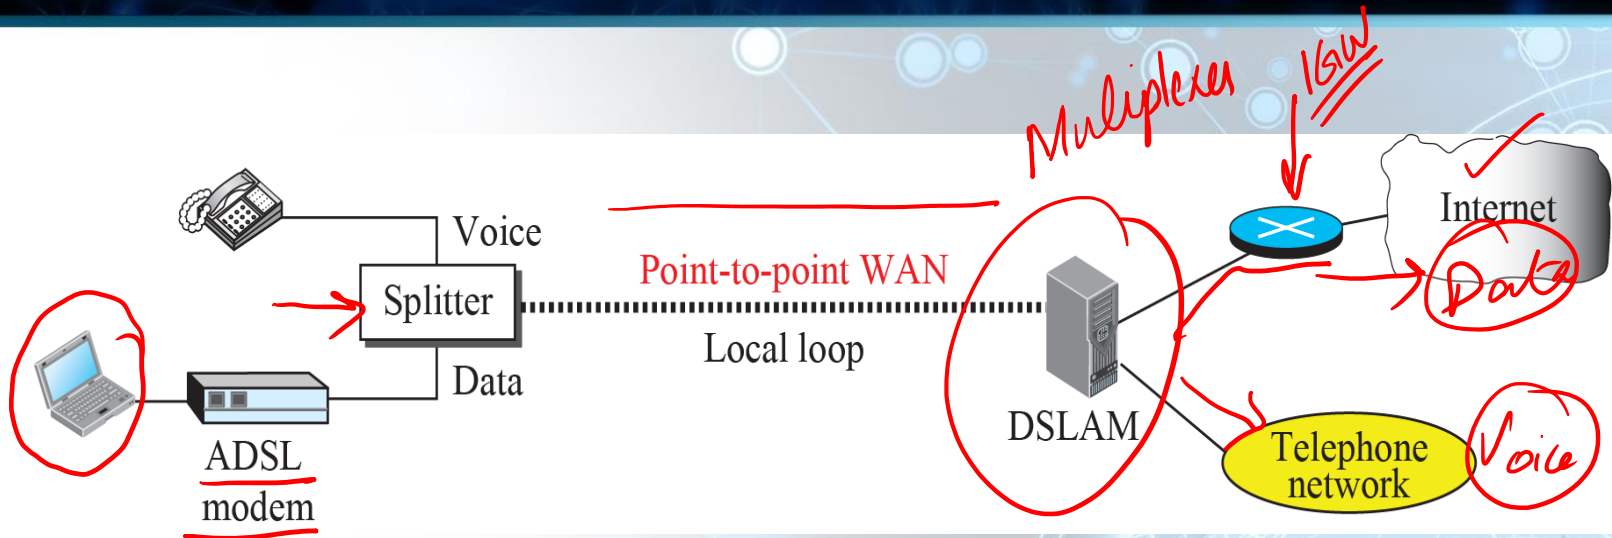 Muliplexer
IGW
Internet
Data
Voice
Splitter
Point-to-point WAN
Local loop
Data
ADSL
modem
DSLAM
Telephone
network
Voice